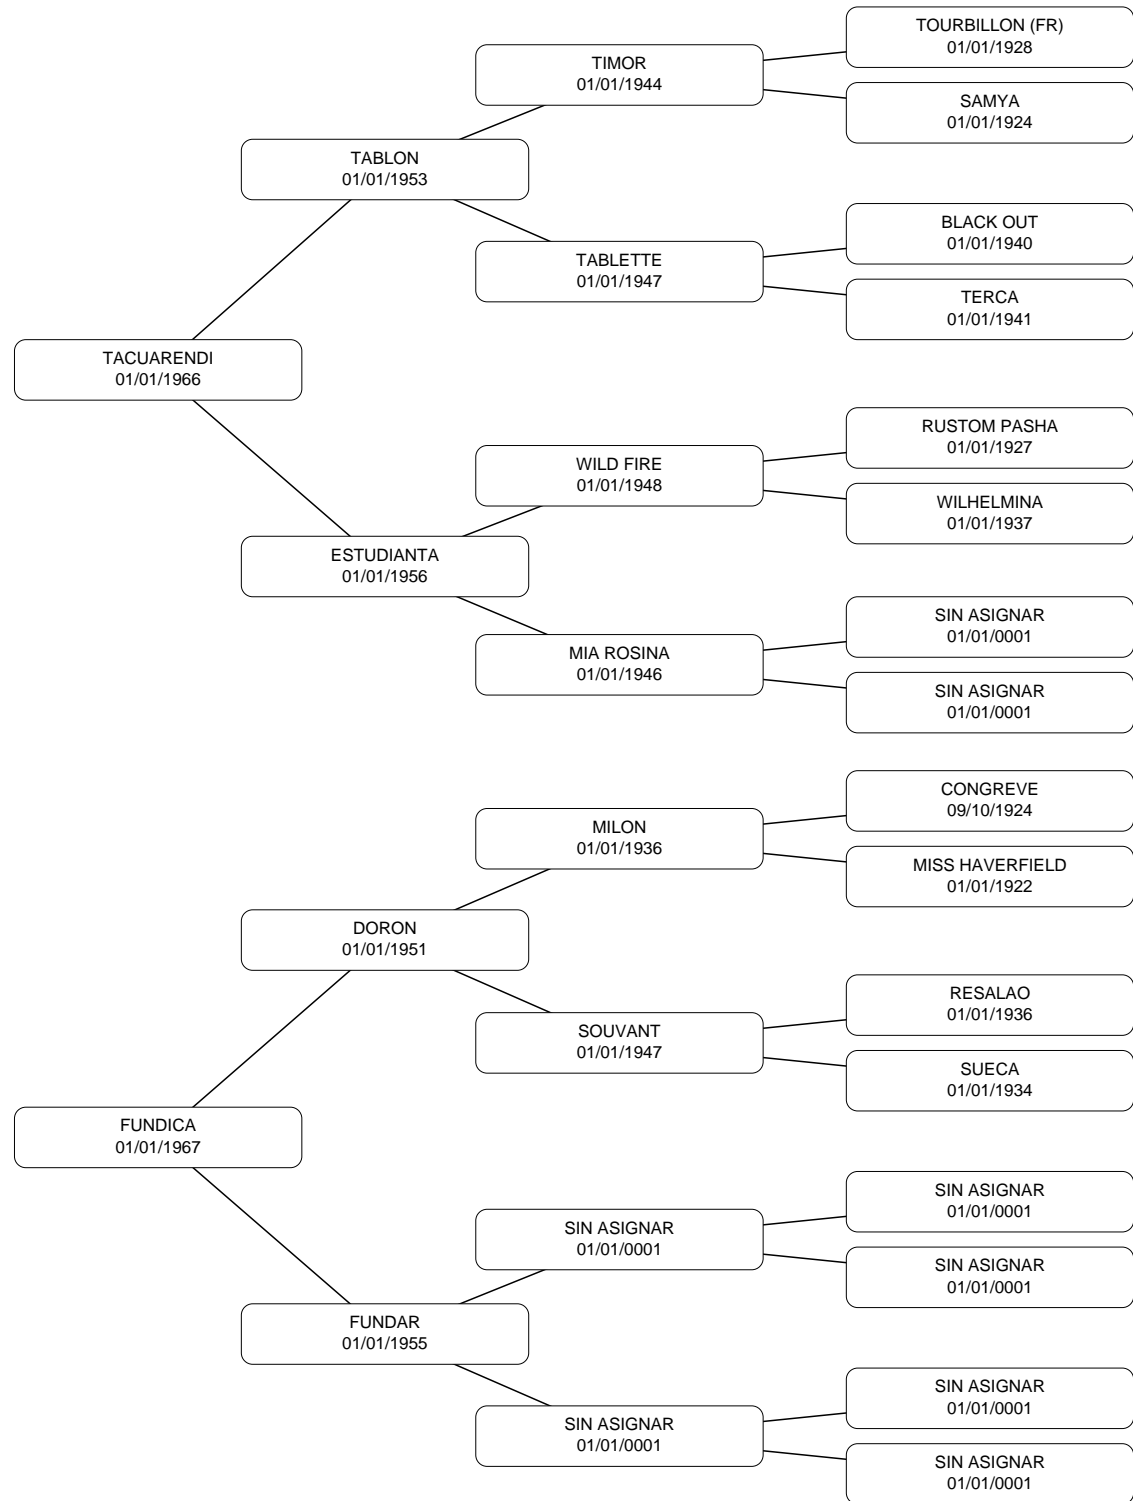 TOURBILLON (FR)
01/01/1928
TIMOR
01/01/1944
SAMYA
01/01/1924
TABLON
01/01/1953
BLACK OUT
01/01/1940
TABLETTE
01/01/1947
TERCA
01/01/1941
TACUARENDI
01/01/1966
RUSTOM PASHA
01/01/1927
WILD FIRE
01/01/1948
WILHELMINA
01/01/1937
ESTUDIANTA
01/01/1956
SIN ASIGNAR
01/01/0001
MIA ROSINA
01/01/1946
SIN ASIGNAR
01/01/0001
CONGREVE
09/10/1924
MILON
01/01/1936
MISS HAVERFIELD
01/01/1922
DORON
01/01/1951
RESALAO
01/01/1936
SOUVANT
01/01/1947
SUECA
01/01/1934
FUNDICA
01/01/1967
SIN ASIGNAR
01/01/0001
SIN ASIGNAR
01/01/0001
SIN ASIGNAR
01/01/0001
FUNDAR
01/01/1955
SIN ASIGNAR
01/01/0001
SIN ASIGNAR
01/01/0001
SIN ASIGNAR
01/01/0001